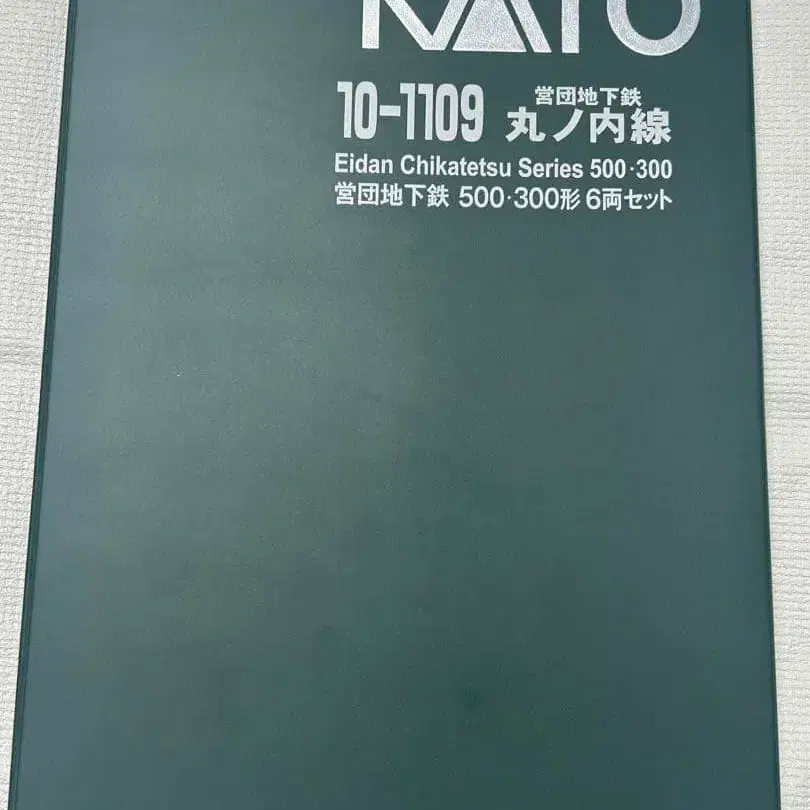 KATO
10-1109 営団地下鉄
丸ノ内線
Eidan Chikatetsu Series 500·300
営団地下鉄 500·300形 6両セット